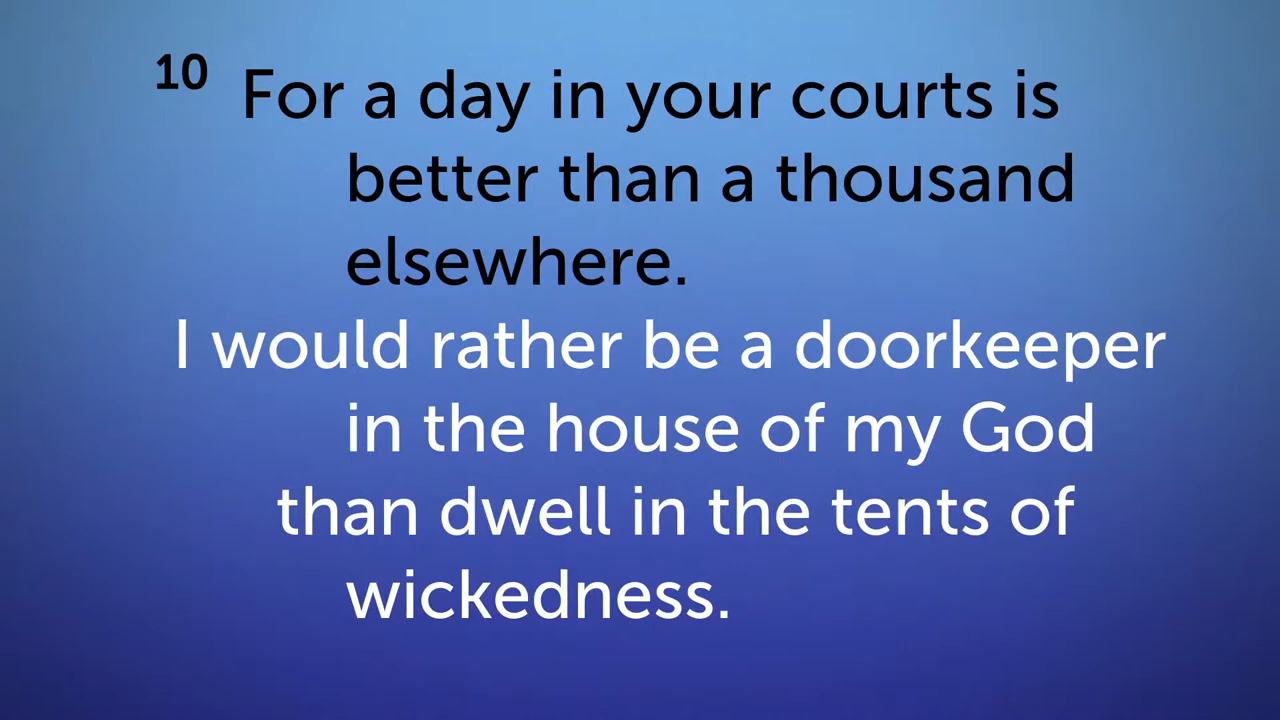 10 For a day in your courts is
better than a thousand
elsewhere.
I would rather be a doorkeeper
in the house of my God
than dwell in the tents of
wickedness.